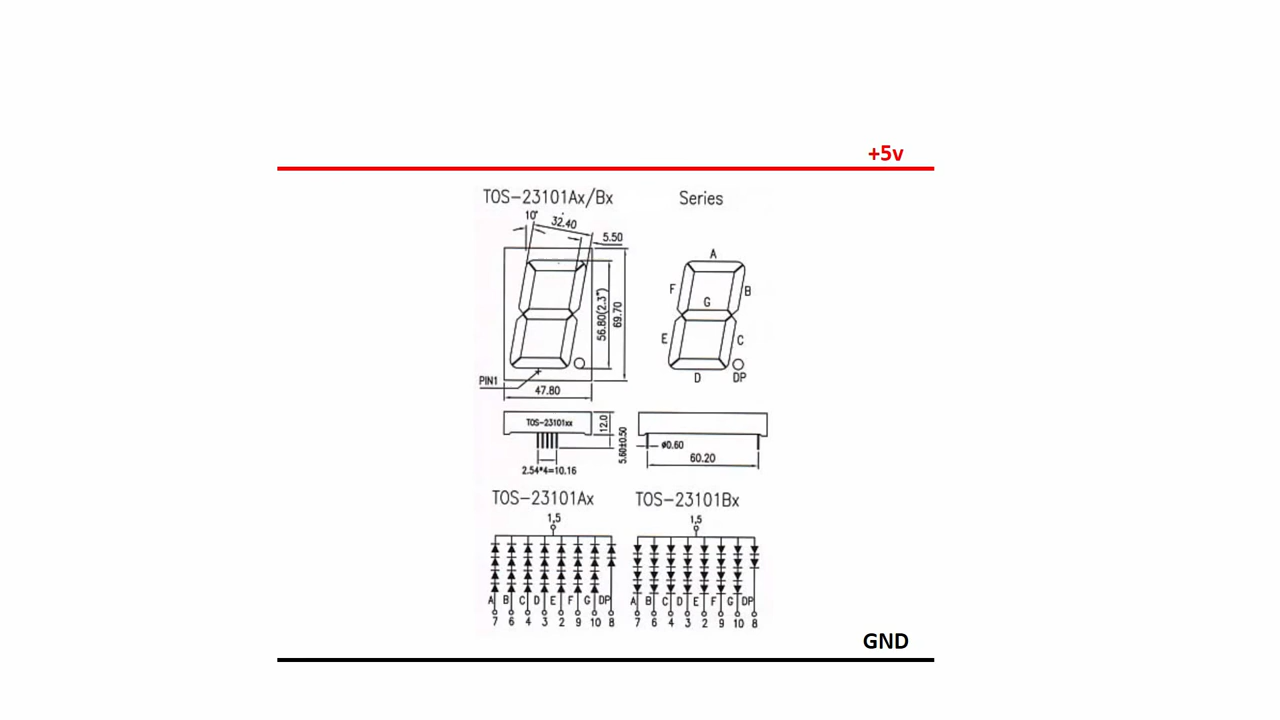 +5v
TOS-23101Ax/Bx Series
10°
32.40
5.50
A
F
B
G
56.80(2.3")
69.70
E
C
D
DP
PIN1
47.80
TOS-23101xx
12.0
5.60±0.50
ø0.60
2.54*4=10.16
60.20
TOS-23101Ax TOS-23101Bx
1,5 1,5
A B C D E F G DP A B C D E F G DP
7 6 4 3 2 9 10 8 7 6 4 3 2 9 10 8
GND